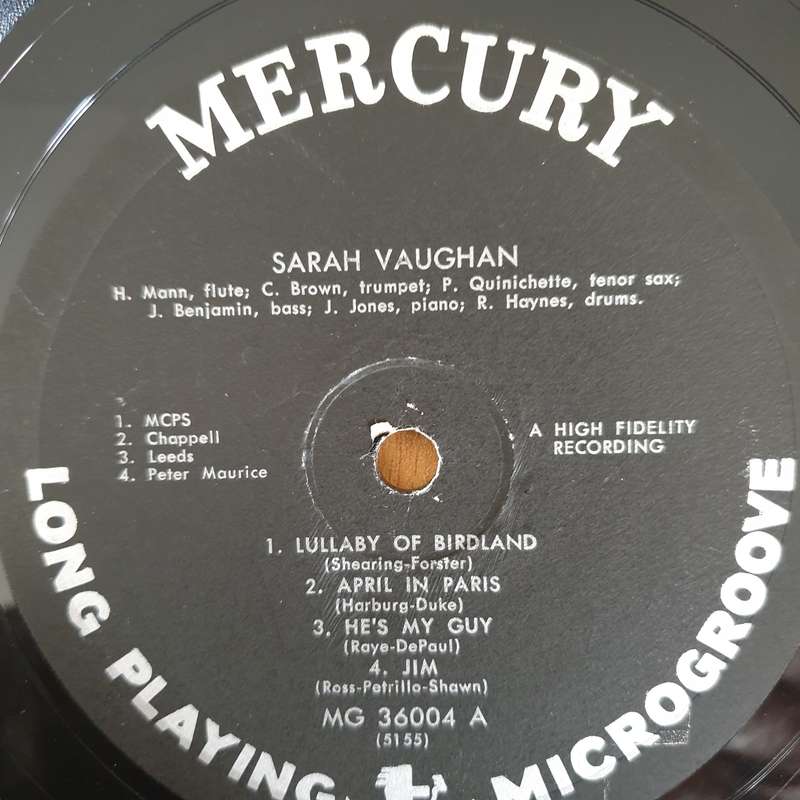 MERCURY
SARAH VAUGHAN
H. Mann, flute; C. Brown, trumpet; P. Quinichette, tenor sax;
J. Benjamin, bass; J. Jones, piano; R. Haynes, drums.
1. MCPS
2. Chappell
3. Leeds
4. Peter Maurice
A HIGH FIDELITY
RECORDING
1. LULLABY OF BIRDLAND
(Shearing-Forster)
2. APRIL IN PARIS
(Harburg-Duke)
3. HE'S MY GUY
(Raye-DePaul)
4. JIM
(Ross-Petrillo-Shawn)
MG 36004 A
(5155)
LONG PLAYING MICROGROOVE